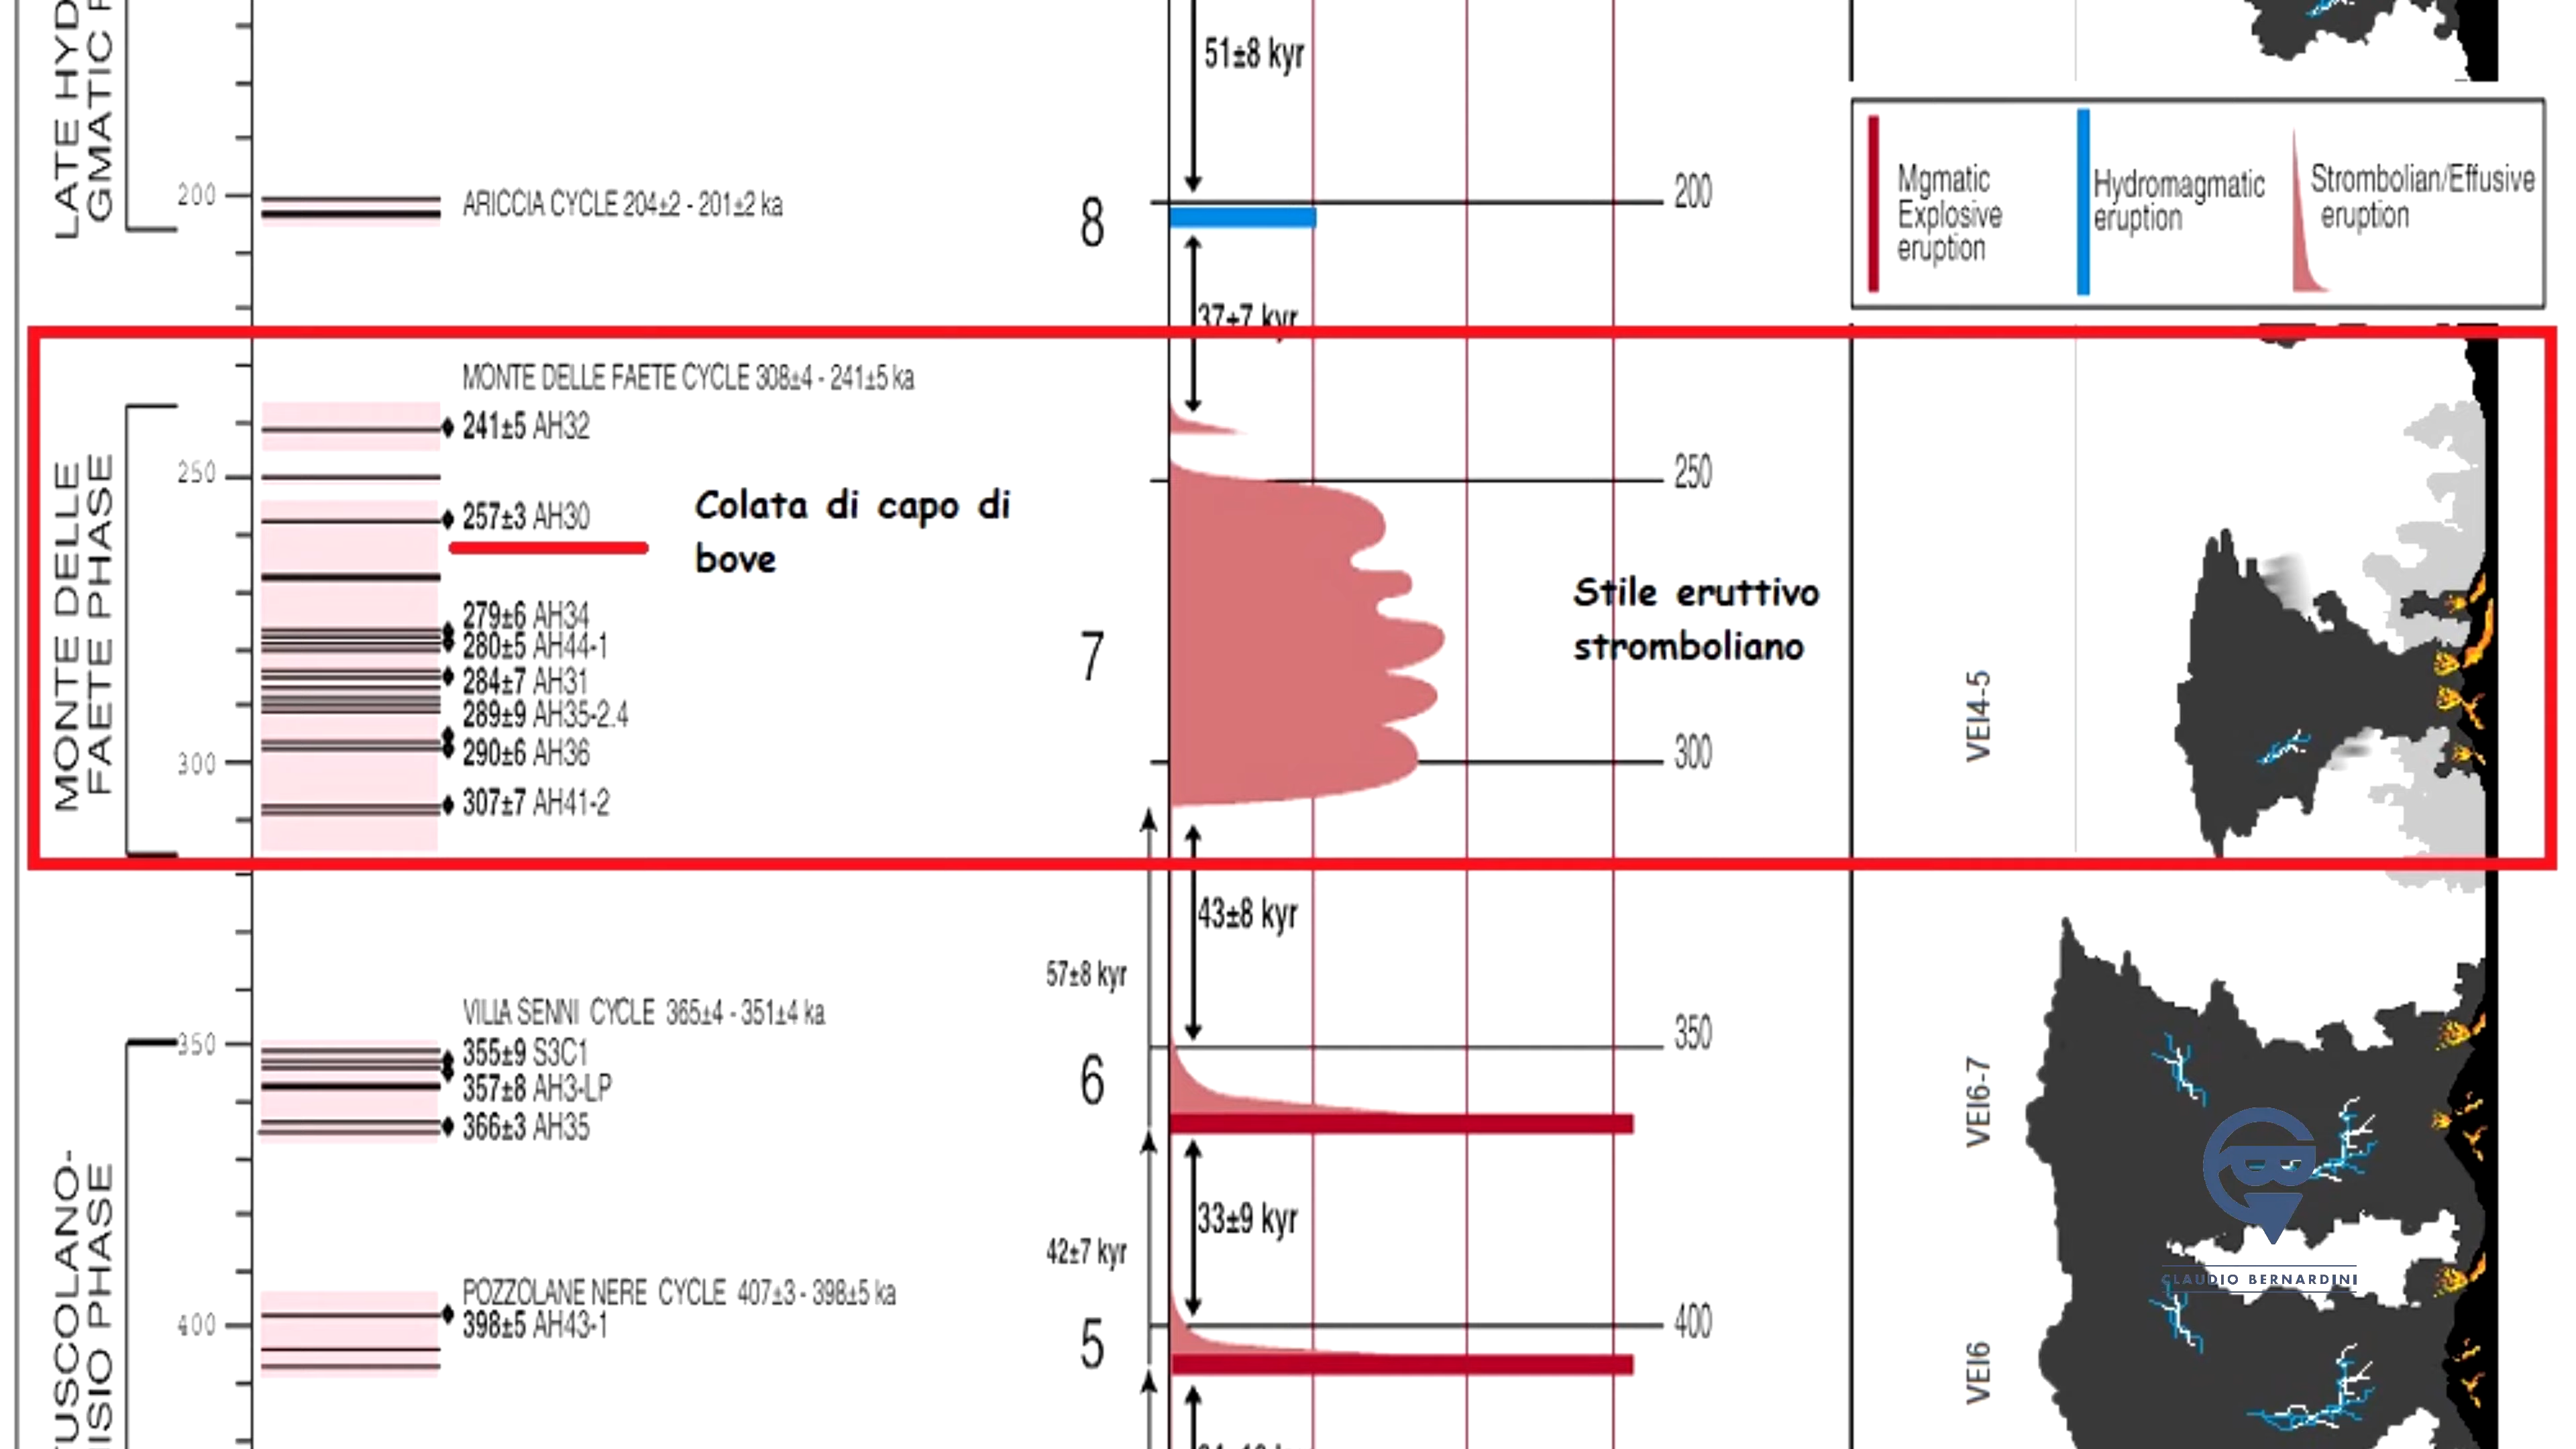 LATE HYD
GMATIC P
51±8 kyr
200
ARICCIA CYCLE 204±2 - 201±2 ka
8
200
Mgmatic
Explosive
eruption
Hydromagmatic
eruption
Strombolian/Effusive
eruption
37±7 kyr
MONTE DELLE
FAETE PHASE
MONTE DELLE FAETE CYCLE 308±4 - 241±5 ka
241±5 AH32
250
250
257±3 AH30
Colata di capo di
bove
279±6 AH34
280±5 AH44-1
284±7 AH31
289±9 AH35-2.4
290±6 AH36
300
307±7 AH41-2
7
Stile eruttivo
stromboliano
300
VEI4-5
43±8 kyr
57±8 kyr
TUSCOLANO-
ISIO PHASE
VILLA SENNI CYCLE 365±4 - 351±4 ka
350
355±9 S3C1
357±8 AH3-LP
366±3 AH35
6
350
VEI6-7
33±9 kyr
42±7 kyr
POZZOLANE NERE CYCLE 407±3 - 398±5 ka
400
398±5 AH43-1
5
400
VEI6
CLAUDIO BERNARDINI